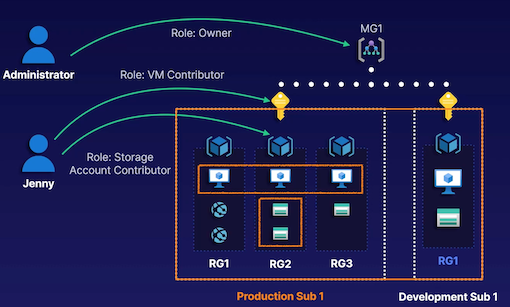 Role: Owner
MG1
Administrator
Role: VM Contributor
Role: Storage
Account Contributor
Jenny
RG1
RG2
RG3
RG1
Production Sub 1
Development Sub 1